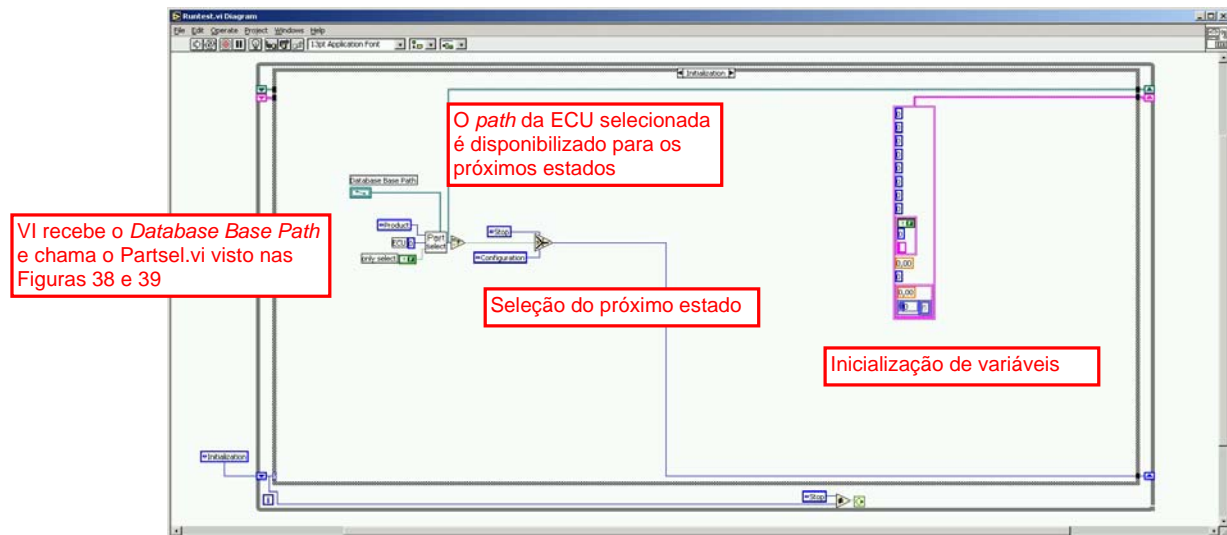 Runtest.vi Diagram
File Edit Operate Project Windows Help
13pt Application Font
Initialization
O path da ECU selecionada
é disponibilizado para os
próximos estados
Database Base Path
VI recebe o Database Base Path
e chama o Partsel.vi visto nas
Figuras 38 e 39
Product
ECU
only select
Part
select
Stop
Configuration
Seleção do próximo estado
0,00
0,00
Inicialização de variáveis
Initialization
i
Stop